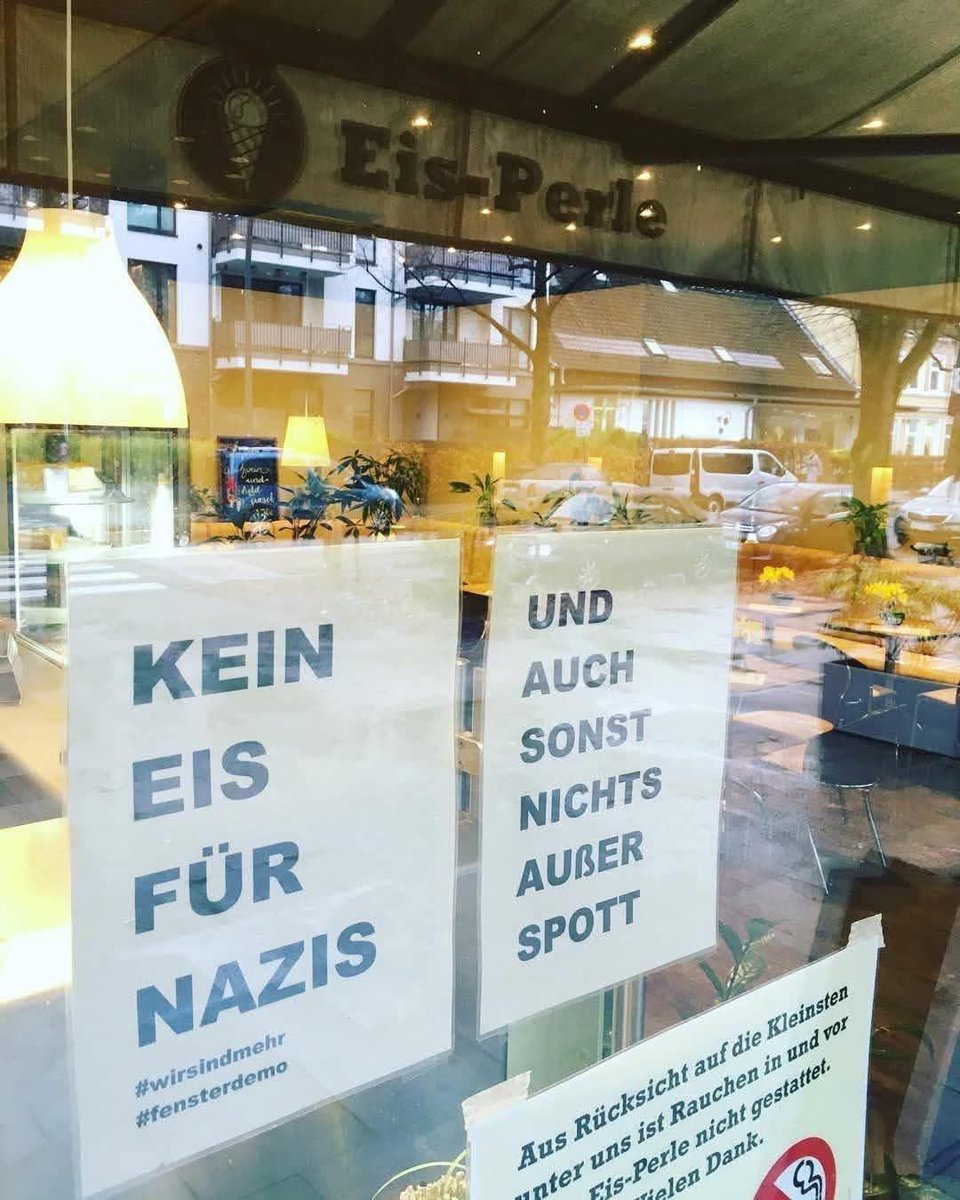 Eis-Perle
KEIN
EIS
FÜR
NAZIS
#wirsindmehr
#fensterdemo
UND
AUCH
SONST
NICHTS
AUßER
SPOTT
Aus Rücksicht auf die Kleinsten
unter uns ist Rauchen in und vor
Eis-Perle nicht gestattet.
Vielen Dank.